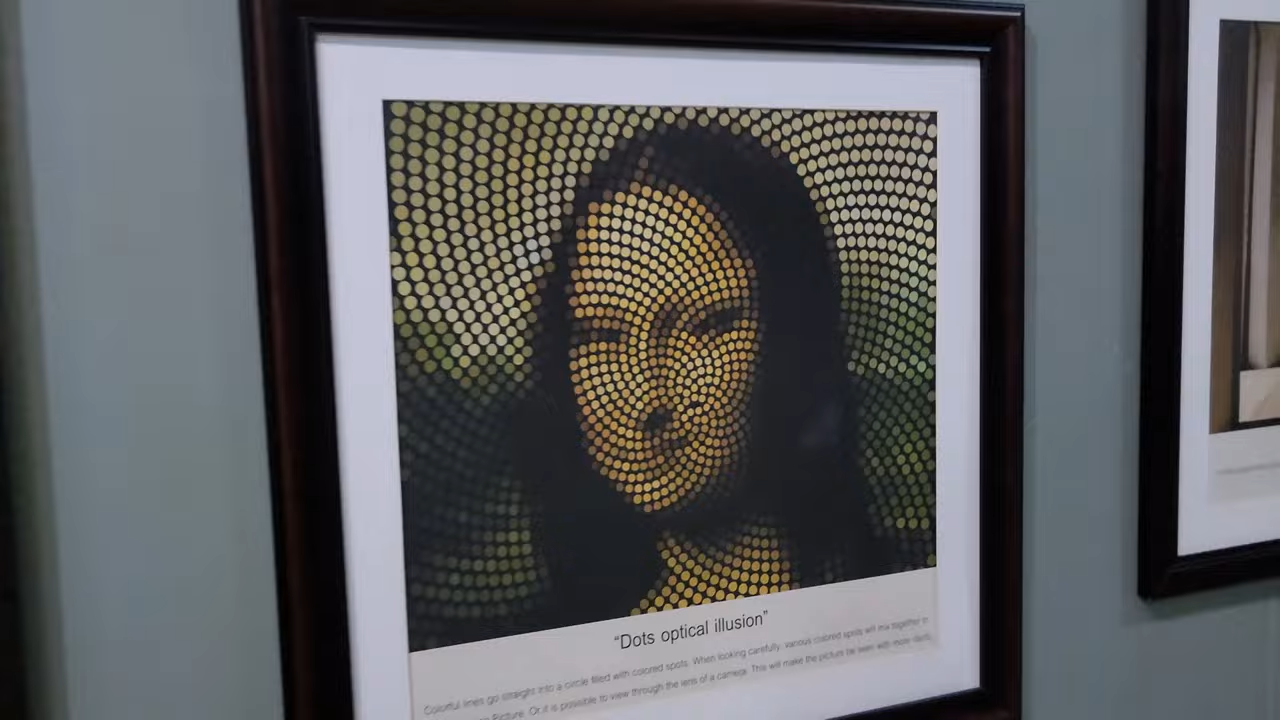 “Dots optical illusion”
Colorful lines go straight into a circle filled with colored spots. When looking carefully, various colored spots will mix together in
Picture. Or it is possible to view through the lens of a camera. This will make the picture be seen with more clarity.